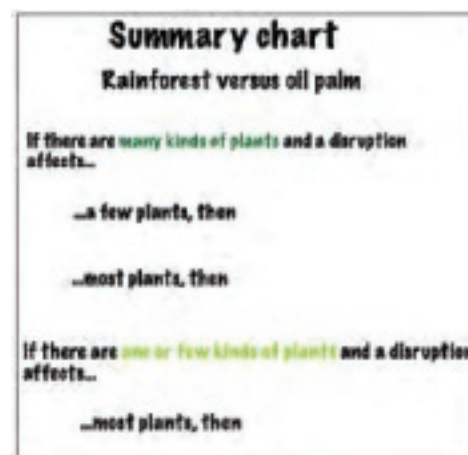 Summary chart
Rainforest versus oil palm
If there are many kinds of plants and a disruption
affects...
...a few plants, then
...most plants, then
If there are one or few kinds of plants and a disruption
affects...
...most plants, then